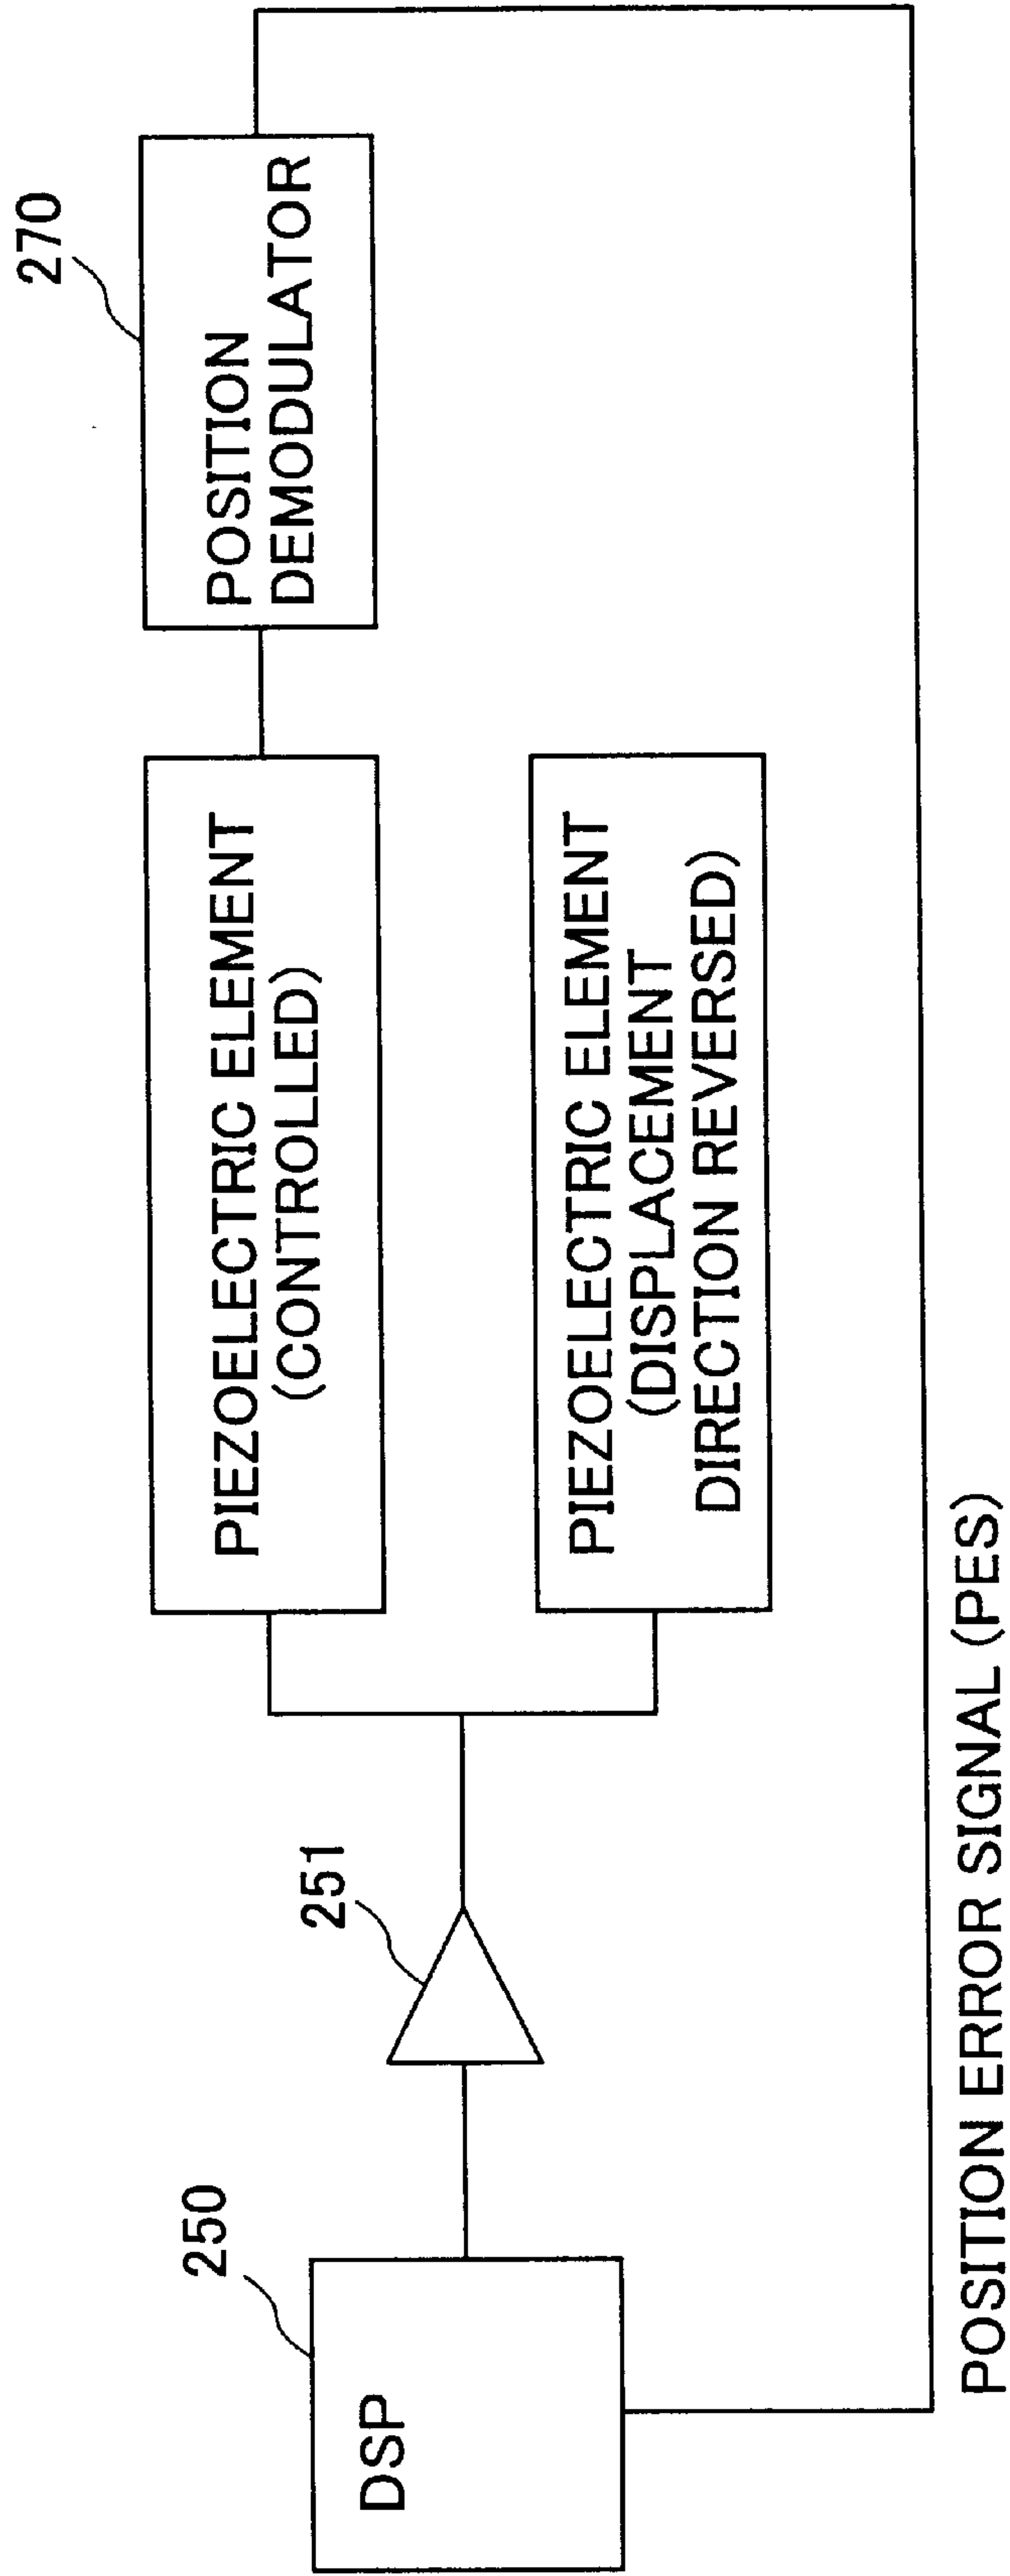 250
DSP
251
PIEZOELECTRIC ELEMENT
(CONTROLLED)
PIEZOELECTRIC ELEMENT
(DISPLACEMENT
DIRECTION REVERSED)
270
POSITION
DEMODULATOR
POSITION ERROR SIGNAL (PES)